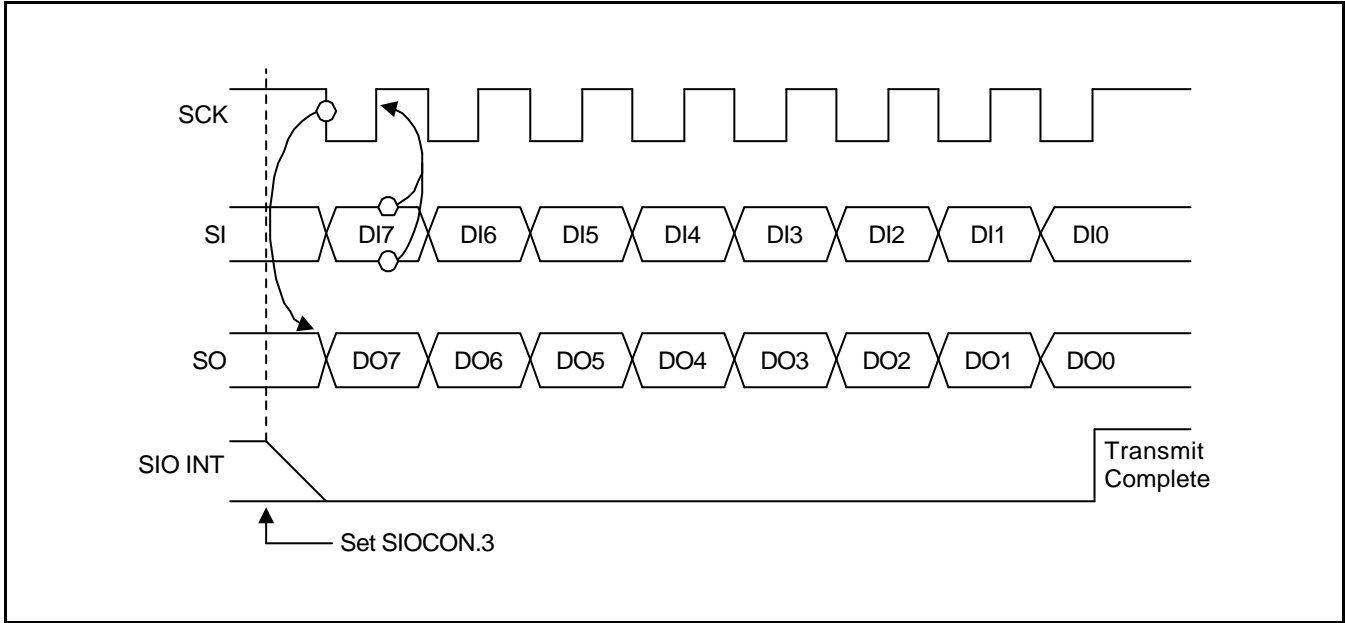 SCK
SI DI7 DI6 DI5 DI4 DI3 DI2 DI1 DI0
SO DO7 DO6 DO5 DO4 DO3 DO2 DO1 DO0
SIO INT
Transmit
Complete
Set SIOCON.3